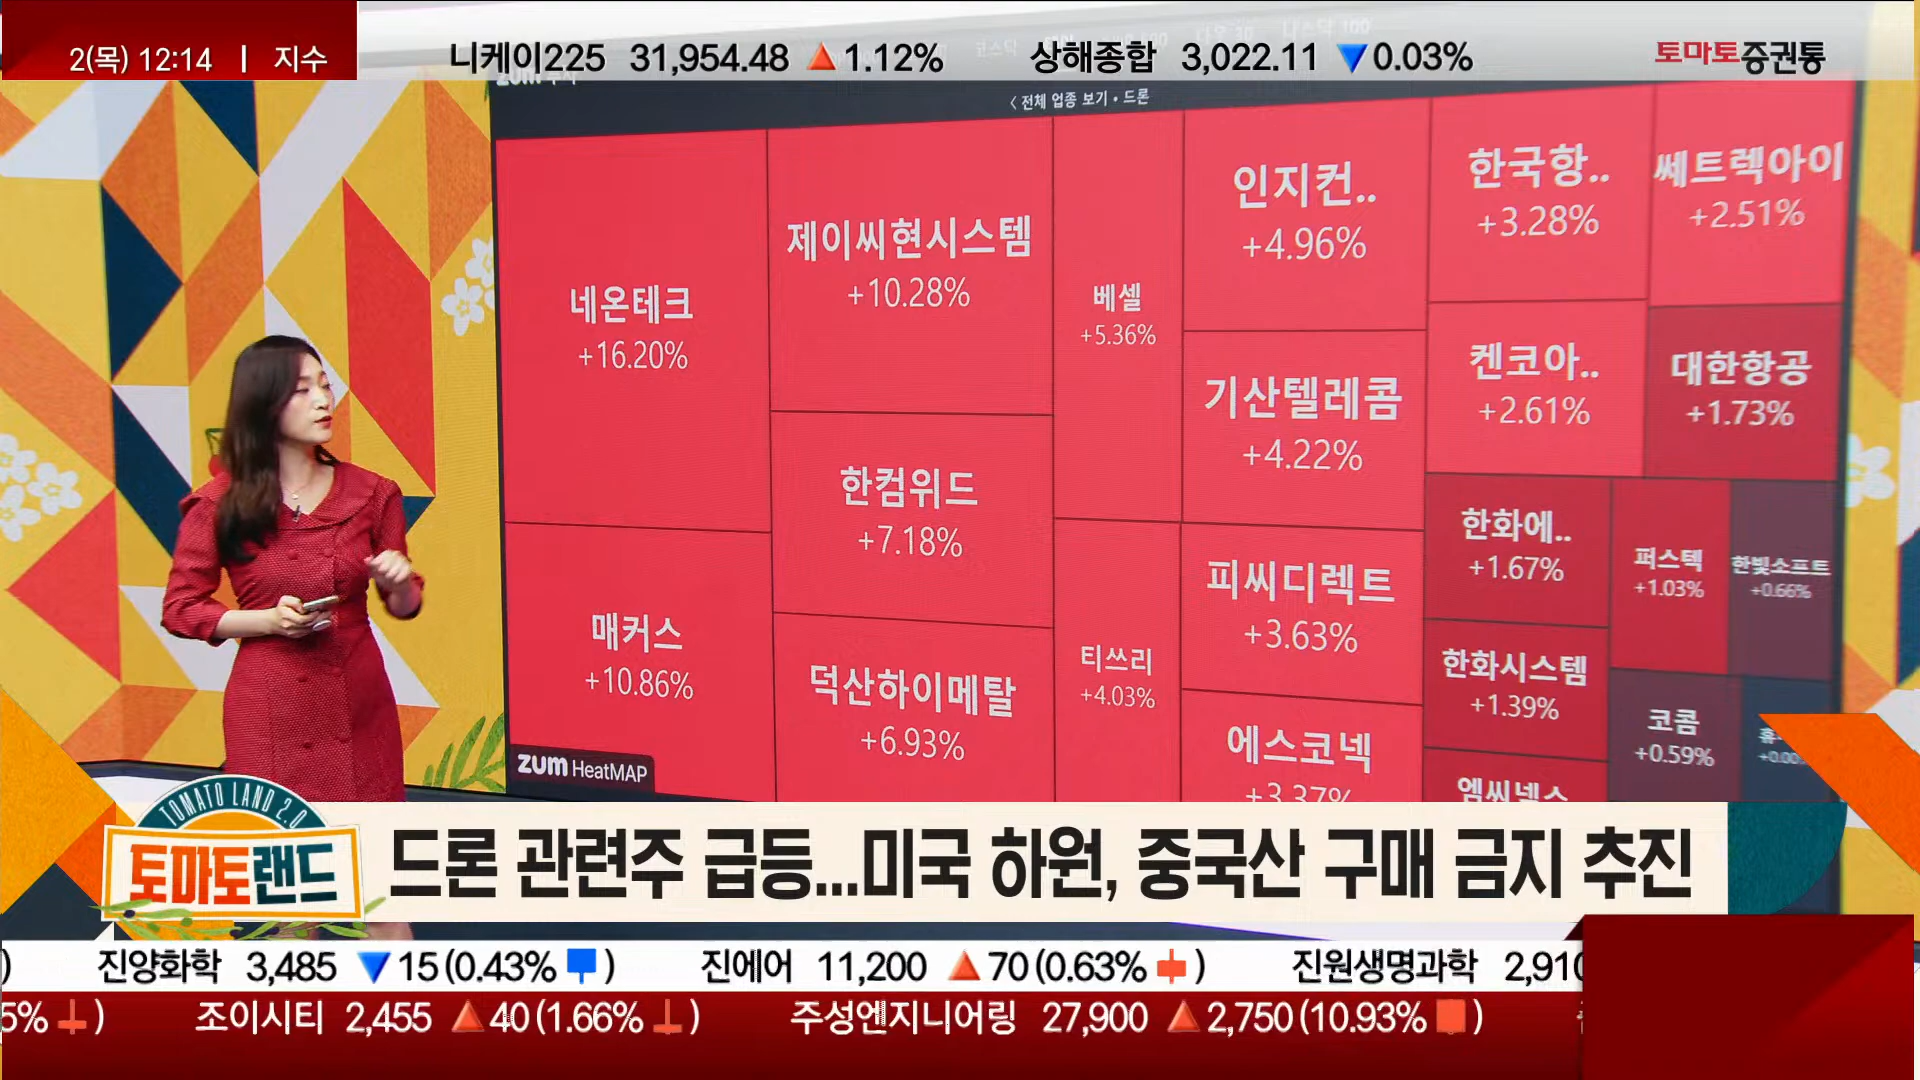 2(목) 12:14 | 지수
니케이225 31,954.48 ▲1.12% 상해종합 3,022.11 ▼0.03%
토마토증권통
zum 투자
〈 전체 업종 보기 • 드론
네온테크
+16.20%
매커스
+10.86%
제이씨현시스템
+10.28%
한컴위드
+7.18%
덕산하이메탈
+6.93%
베셀
+5.36%
티쓰리
+4.03%
인지컨..
+4.96%
기산텔레콤
+4.22%
피씨디렉트
+3.63%
에스코넥
+3.37%
한국항..
+3.28%
쎄트렉아이
+2.51%
켄코아..
+2.61%
대한항공
+1.73%
한화에..
+1.67%
퍼스텍
+1.03%
한빛소프트
+0.66%
한화시스템
+1.39%
코콤
+0.59%
엠씨넥스
zum HeatMAP
TOMATO LAND 2.0
토마토랜드
드론 관련주 급등...미국 하원, 중국산 구매 금지 추진
) 진양화학 3,485 ▼15(0.43% ) 진에어 11,200 ▲70(0.63% ) 진원생명과학 2,910
5% ) 조이시티 2,455 ▲40(1.66% ) 주성엔지니어링 27,900 ▲2,750(10.93% )